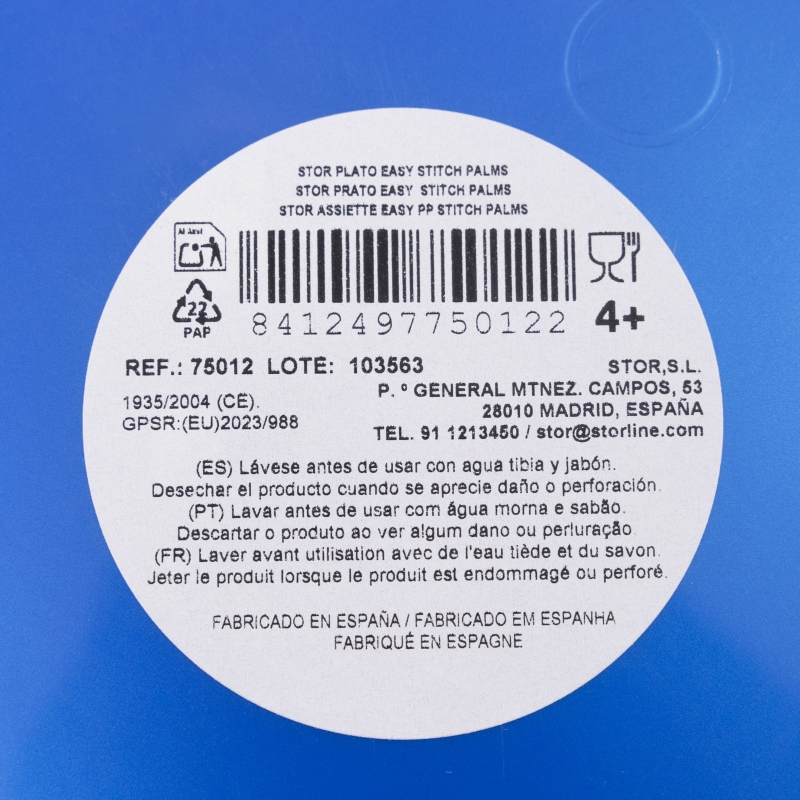 STOR PLATO EASY STITCH PALMS
STOR PRATO EASY STITCH PALMS
STOR ASSIETTE EASY PP STITCH PALMS
Al Azul
22
PAP
8412497750122
4+
REF.: 75012 LOTE: 103563
1935/2004 (CE).
GPSR:(EU)2023/988
STOR,S.L.
P. º GENERAL MTNEZ. CAMPOS, 53
28010 MADRID, ESPAÑA
TEL. 91 1213450 / stor@storline.com
(ES) Lávese antes de usar con agua tibia y jabón.
Desechar el producto cuando se aprecie daño o perforación.
(PT) Lavar antes de usar com água morna e sabão.
Descartar o produto ao ver algum dano ou perfuração.
(FR) Laver avant utilisation avec de l'eau tiède et du savon.
Jeter le produit lorsque le produit est endommagé ou perforé.
FABRICADO EN ESPAÑA / FABRICADO EM ESPANHA
FABRIQUÉ EN ESPAGNE